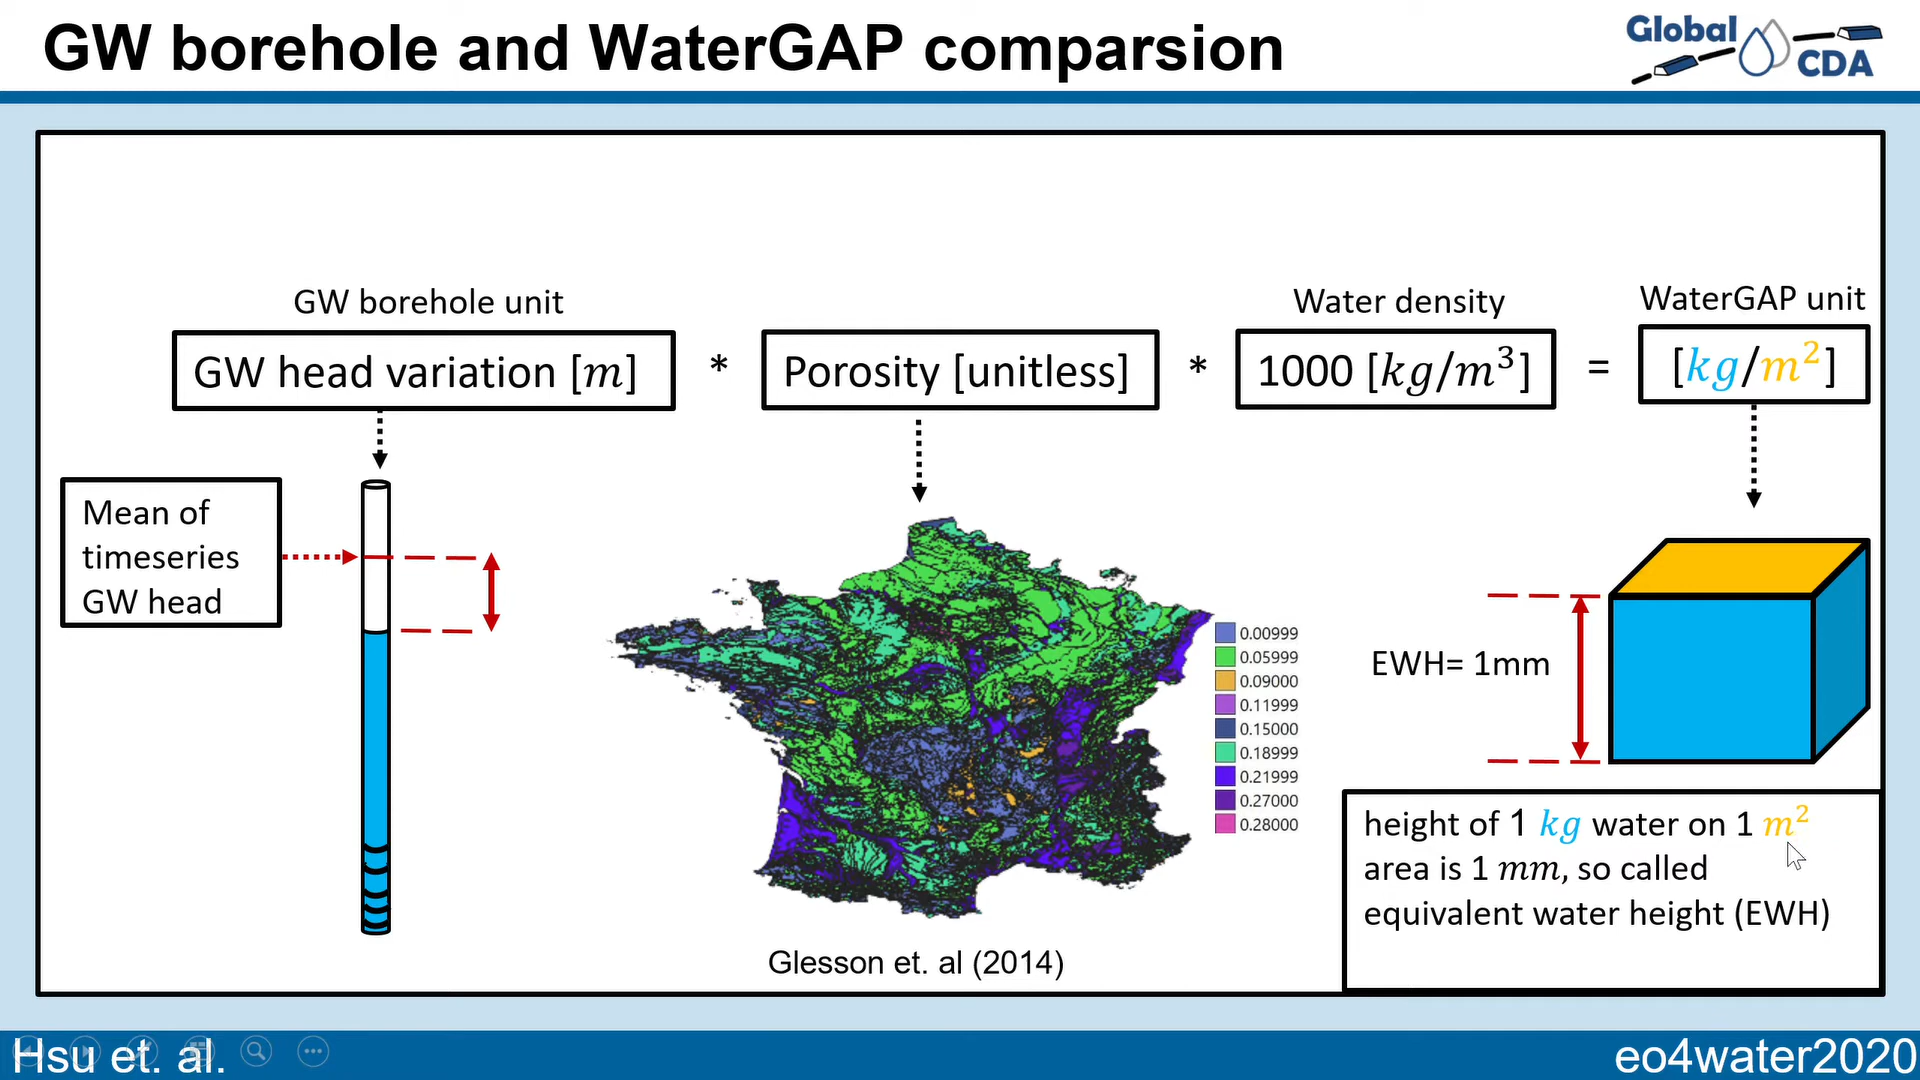 GW borehole and WaterGAP comparsion
Global
CDA
GW borehole unit
Water density
WaterGAP unit
GW head variation [m]
*
Porosity [unitless]
*
1000 [kg/m³]
=
[kg/m²]
Mean of
timeseries
GW head
0.00999
0.05999
0.09000
0.11999
0.15000
0.18999
0.21999
0.27000
0.28000
EWH= 1mm
height of 1 kg water on 1 m²
area is 1 mm, so called
equivalent water height (EWH)
Glesson et. al (2014)
Hsu et. al.
eo4water2020